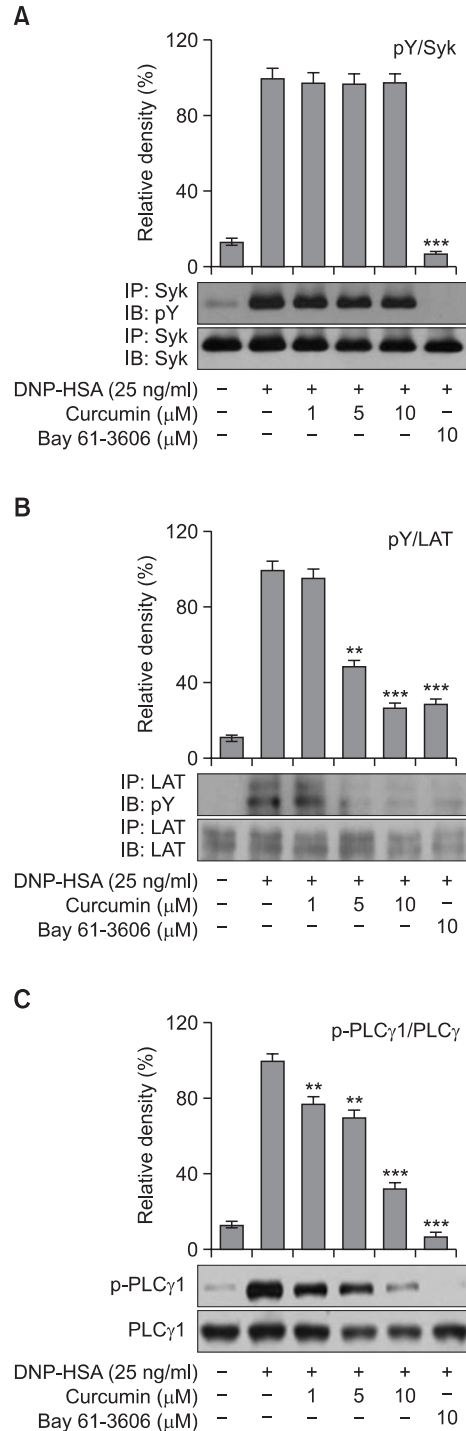 A
pY/Syk
Relative density (%)
120
80
40
0
***
IP: Syk
IB: pY
IP: Syk
IB: Syk
DNP-HSA (25 ng/ml) – + + + + +
Curcumin (μM) – – 1 5 10 –
Bay 61-3606 (μM) – – – – – 10
B
pY/LAT
Relative density (%)
120
80
40
0
** *** ***
IP: LAT
IB: pY
IP: LAT
IB: LAT
DNP-HSA (25 ng/ml) – + + + + +
Curcumin (μM) – – 1 5 10 –
Bay 61-3606 (μM) – – – – – 10
C
p-PLCγ1/PLCγ
Relative density (%)
120
80
40
0
** ** *** ***
p-PLCγ1
PLCγ1
DNP-HSA (25 ng/ml) – + + + + +
Curcumin (μM) – – 1 5 10 –
Bay 61-3606 (μM) – – – – – 10